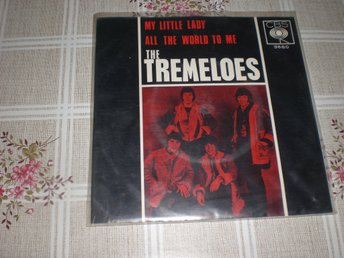 MY LITTLE LADY
ALL THE WORLD TO ME
THE
TREMELOES
CBS